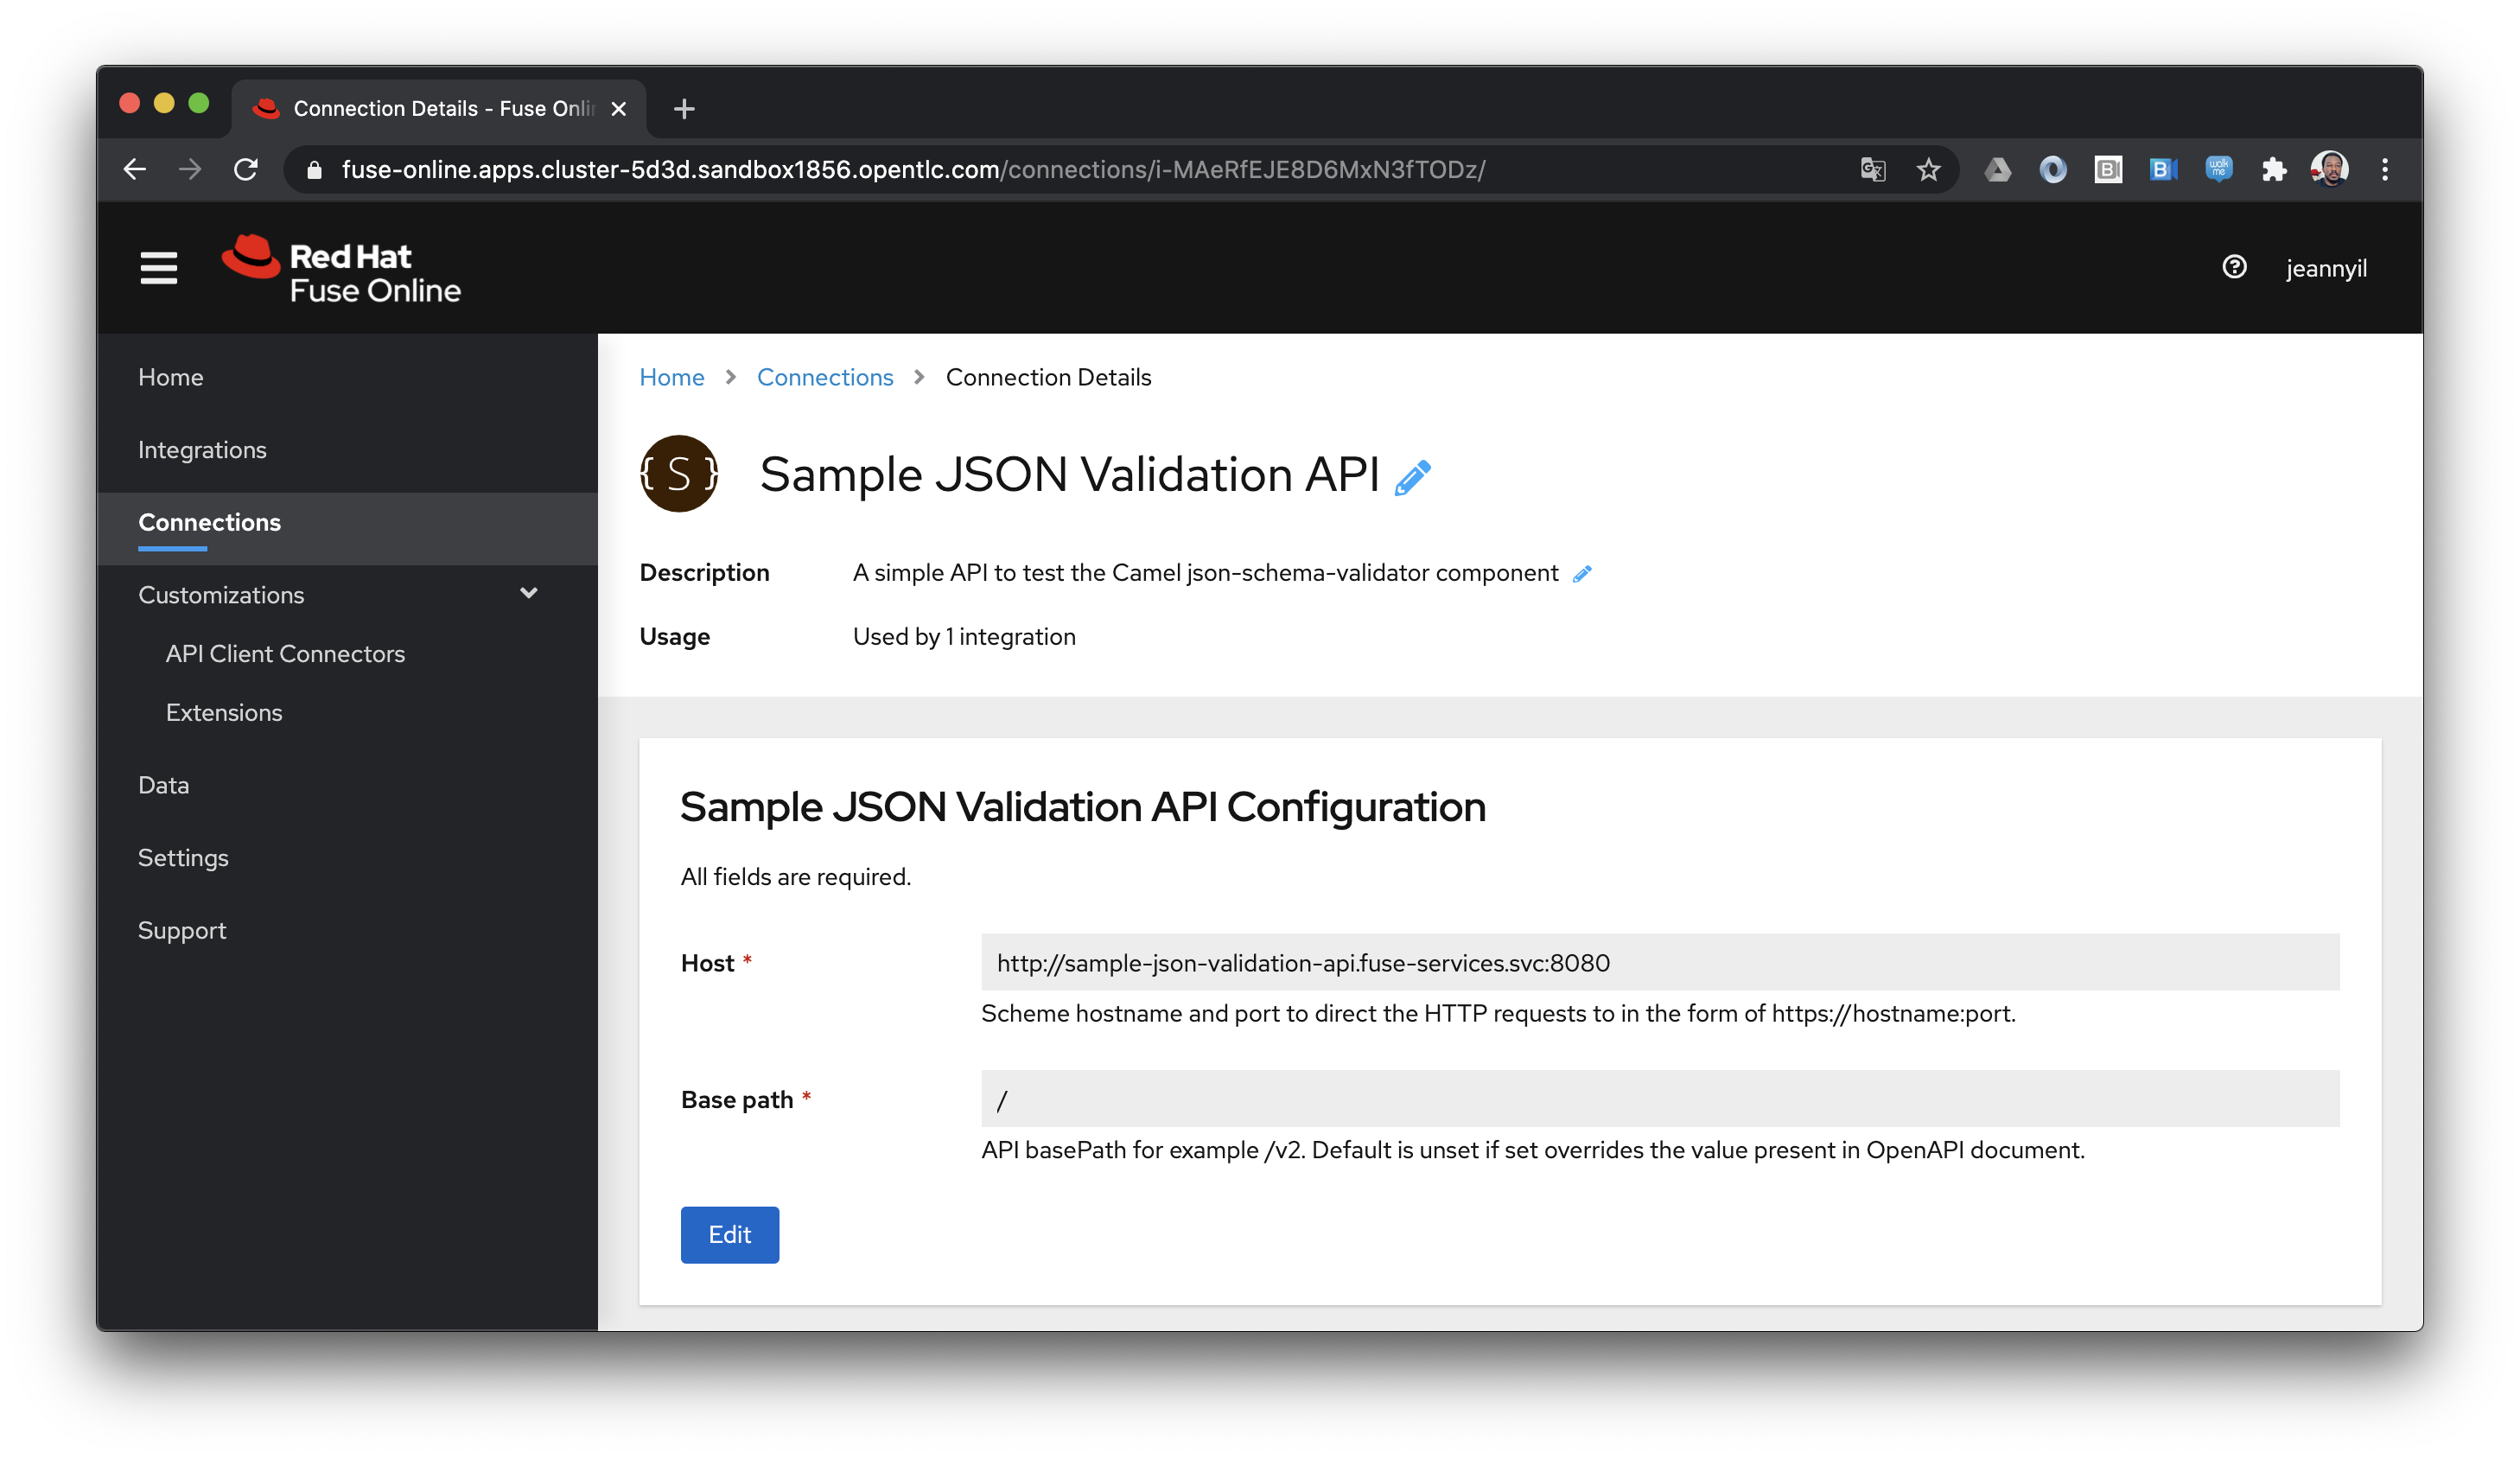 Connection Details - Fuse Onli
fuse-online.apps.cluster-5d3d.sandbox1856.opentlc.com/connections/i-MAeRfEJE8D6MxN3fTODz/
Red Hat
Fuse Online
jeannyil
Home
Integrations
Connections
Customizations
API Client Connectors
Extensions
Data
Settings
Support
Home > Connections > Connection Details
{ S }
Sample JSON Validation API
Description A simple API to test the Camel json-schema-validator component
Usage Used by 1 integration
Sample JSON Validation API Configuration
All fields are required.
Host * http://sample-json-validation-api.fuse-services.svc:8080
Scheme hostname and port to direct the HTTP requests to in the form of https://hostname:port.
Base path * /
API basePath for example /v2. Default is unset if set overrides the value present in OpenAPI document.
Edit